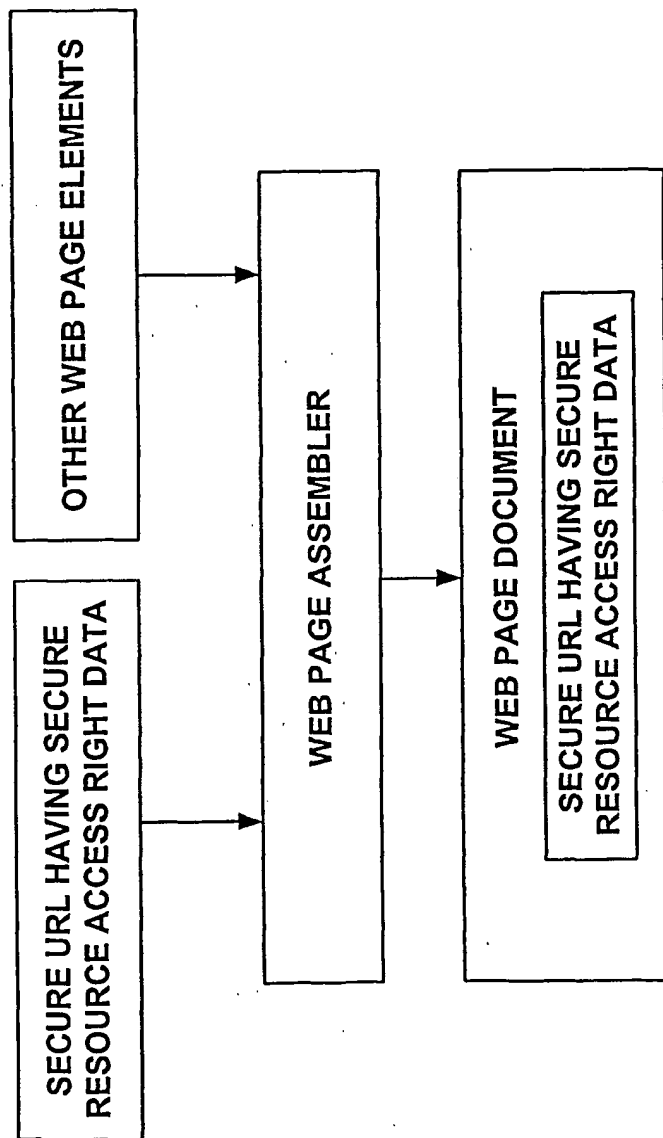 SECURE URL HAVING SECURE
RESOURCE ACCESS RIGHT DATA
OTHER WEB PAGE ELEMENTS
WEB PAGE ASSEMBLER
WEB PAGE DOCUMENT
SECURE URL HAVING SECURE
RESOURCE ACCESS RIGHT DATA